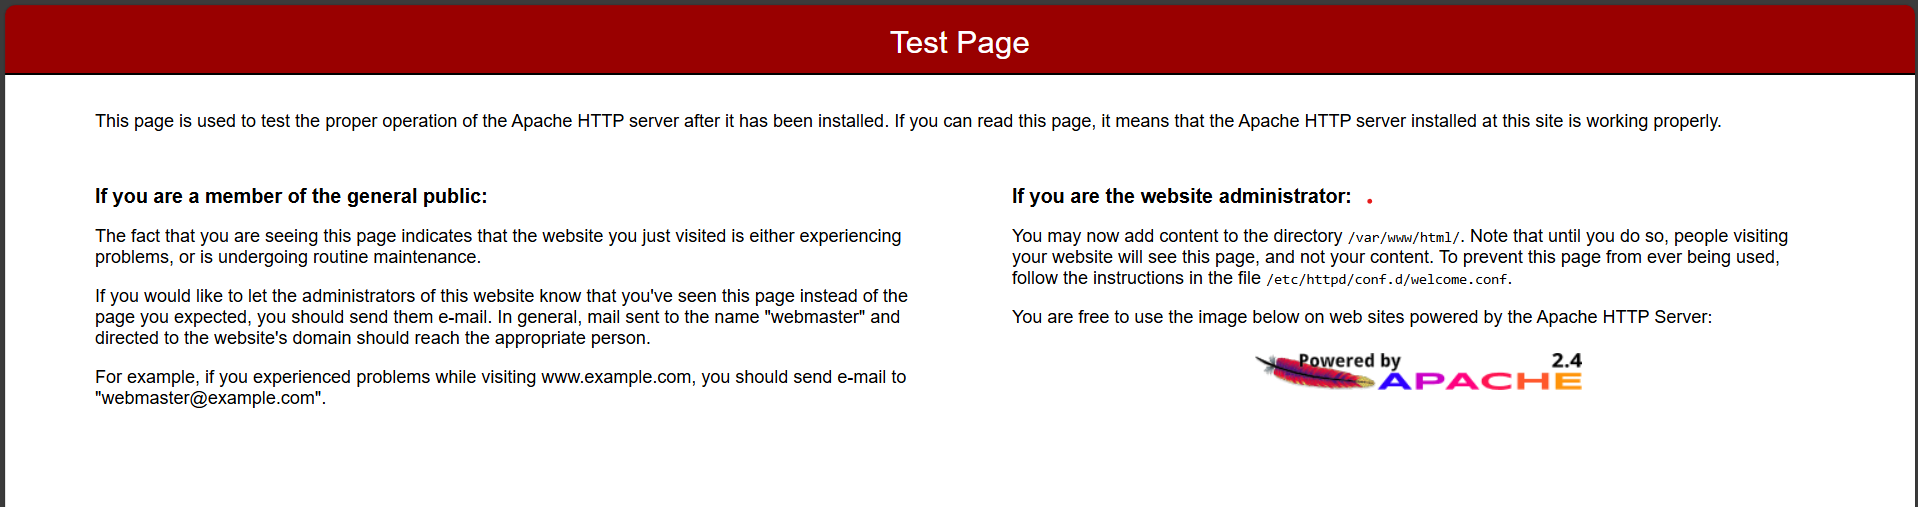 Test Page
This page is used to test the proper operation of the Apache HTTP server after it has been installed. If you can read this page, it means that the Apache HTTP server installed at this site is working properly.
If you are a member of the general public:
The fact that you are seeing this page indicates that the website you just visited is either experiencing
problems, or is undergoing routine maintenance.
If you would like to let the administrators of this website know that you've seen this page instead of the
page you expected, you should send them e-mail. In general, mail sent to the name "webmaster" and
directed to the website's domain should reach the appropriate person.
For example, if you experienced problems while visiting www.example.com, you should send e-mail to
"webmaster@example.com".
If you are the website administrator:
You may now add content to the directory /var/www/html/. Note that until you do so, people visiting
your website will see this page, and not your content. To prevent this page from ever being used,
follow the instructions in the file /etc/httpd/conf.d/welcome.conf.
You are free to use the image below on web sites powered by the Apache HTTP Server:
Powered by 2.4
APACHE